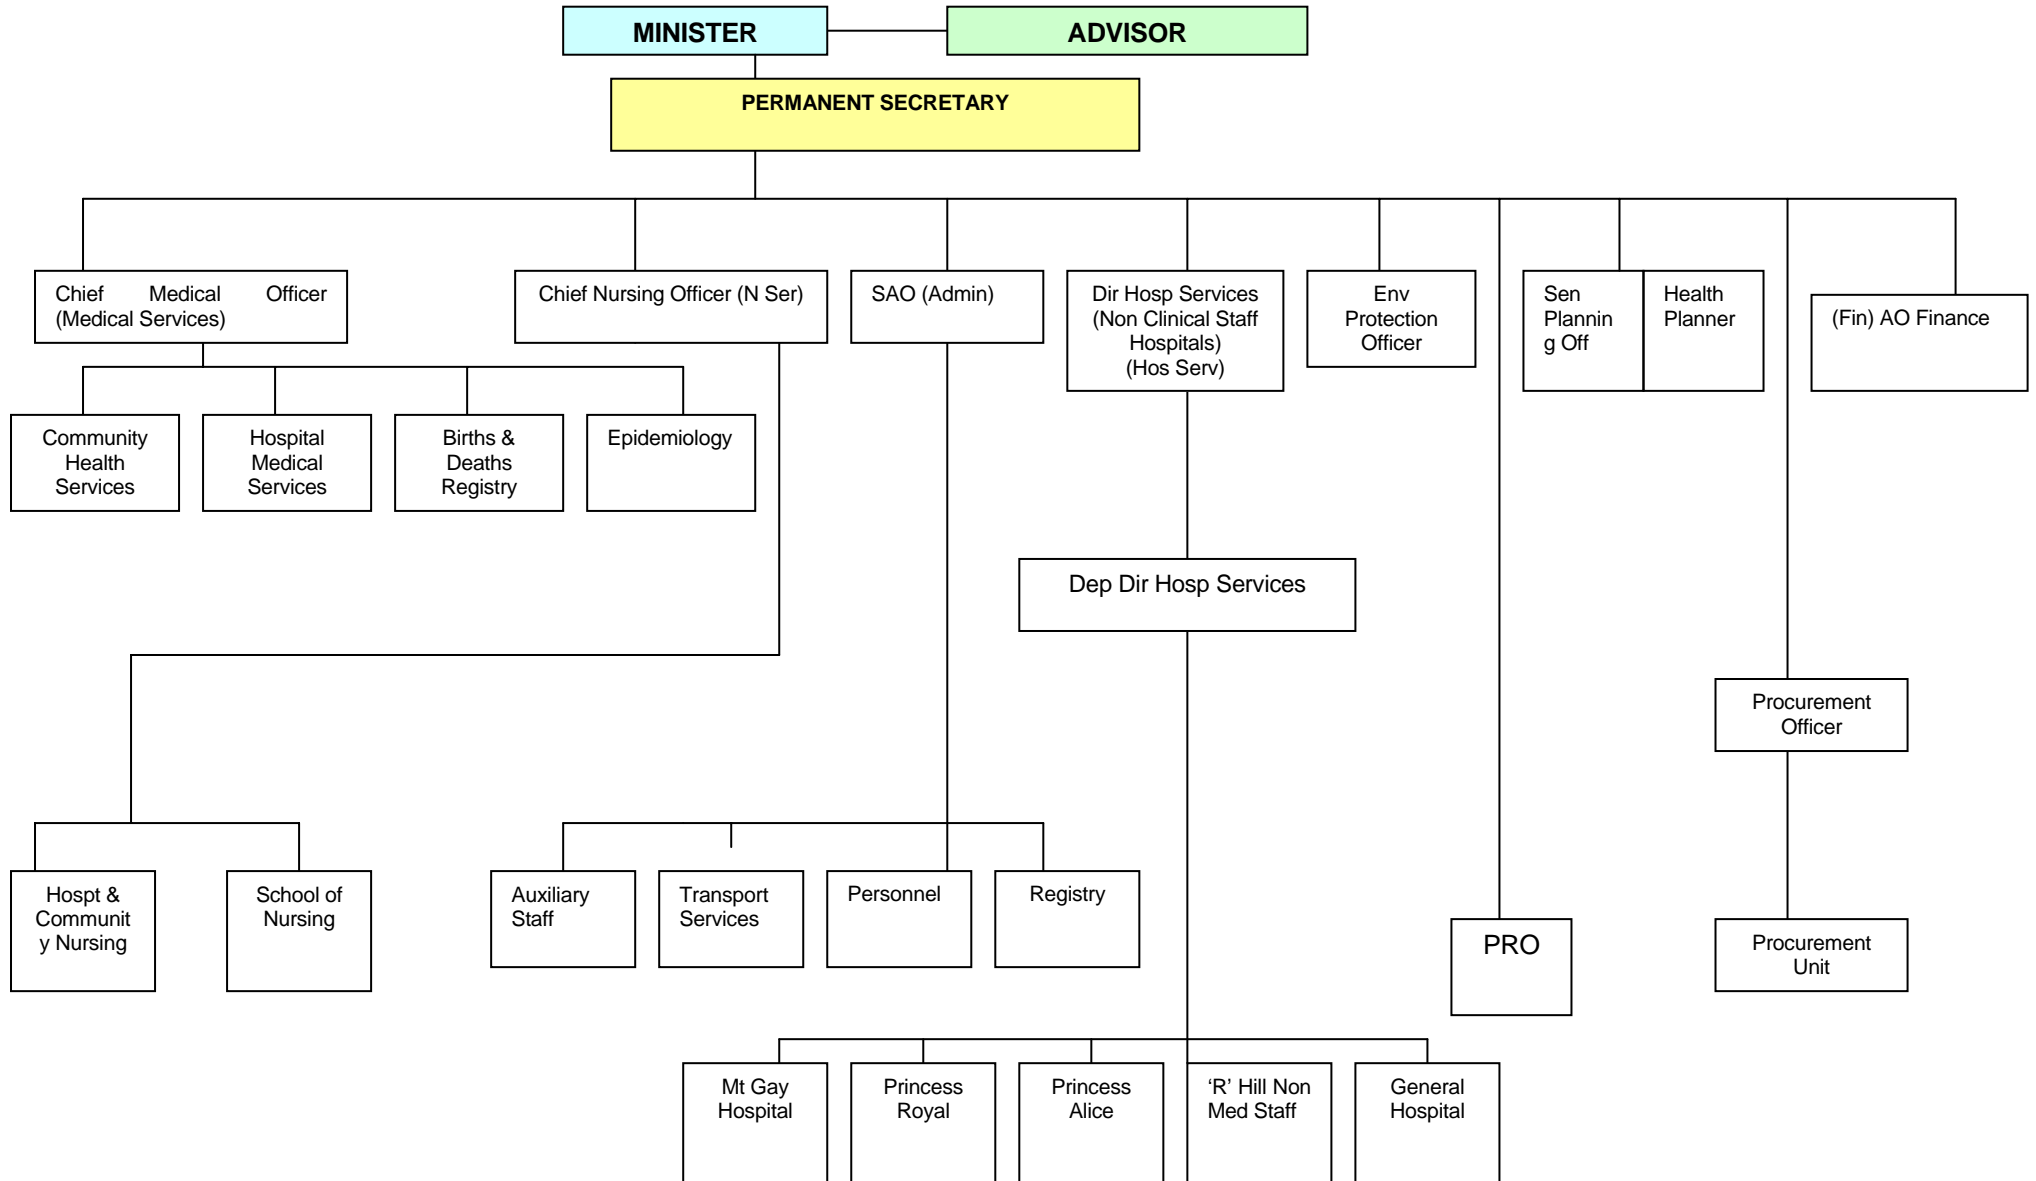 MINISTER
ADVISOR
PERMANENT SECRETARY
Chief Medical Officer
(Medical Services)
Chief Nursing Officer (N Ser)
SAO (Admin)
Dir Hosp Services
(Non Clinical Staff
Hospitals)
(Hos Serv)
Env
Protection
Officer
Sen
Plannin
g Off
Health
Planner
(Fin) AO Finance
Community
Health
Services
Hospital
Medical
Services
Births &
Deaths
Registry
Epidemiology
Dep Dir Hosp Services
Procurement
Officer
Hospt &
Communit
y Nursing
School of
Nursing
Auxiliary
Staff
Transport
Services
Personnel
Registry
PRO
Procurement
Unit
Mt Gay
Hospital
Princess
Royal
Princess
Alice
‘R’ Hill Non
Med Staff
General
Hospital